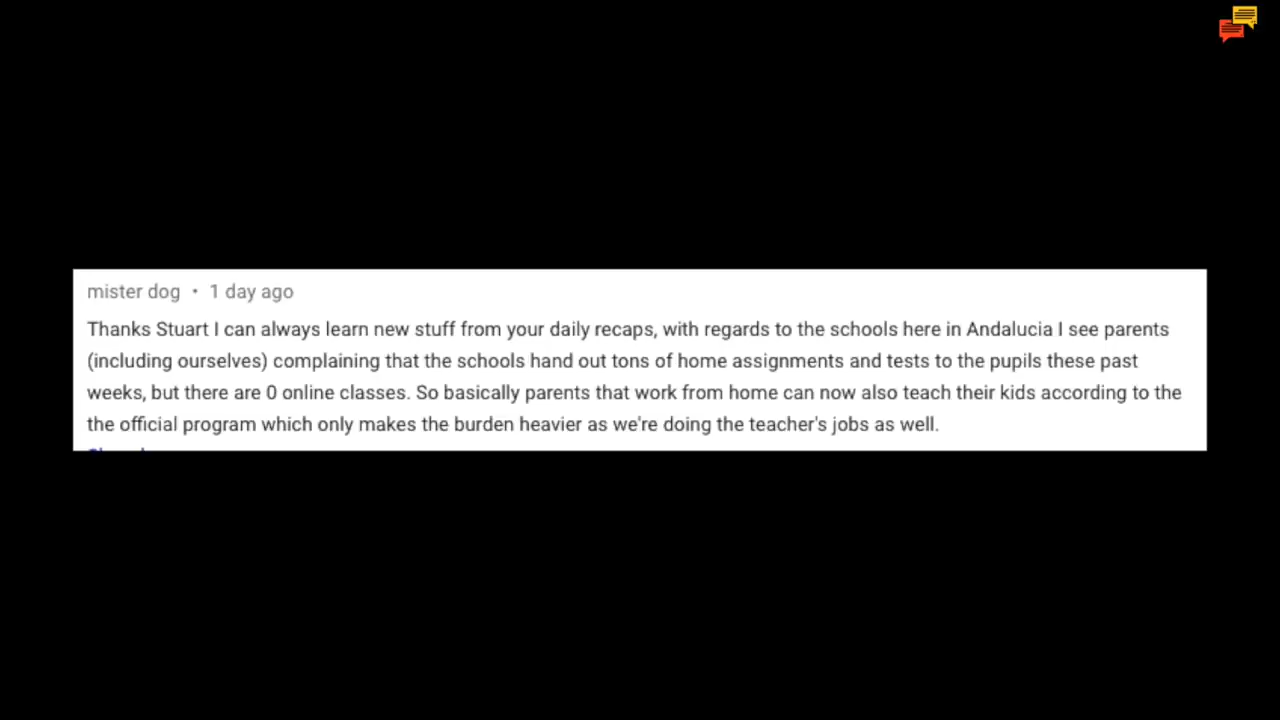 mister dog • 1 day ago
Thanks Stuart I can always learn new stuff from your daily recaps, with regards to the schools here in Andalucia I see parents
(including ourselves) complaining that the schools hand out tons of home assignments and tests to the pupils these past
weeks, but there are 0 online classes. So basically parents that work from home can now also teach their kids according to the
the official program which only makes the burden heavier as we're doing the teacher's jobs as well.